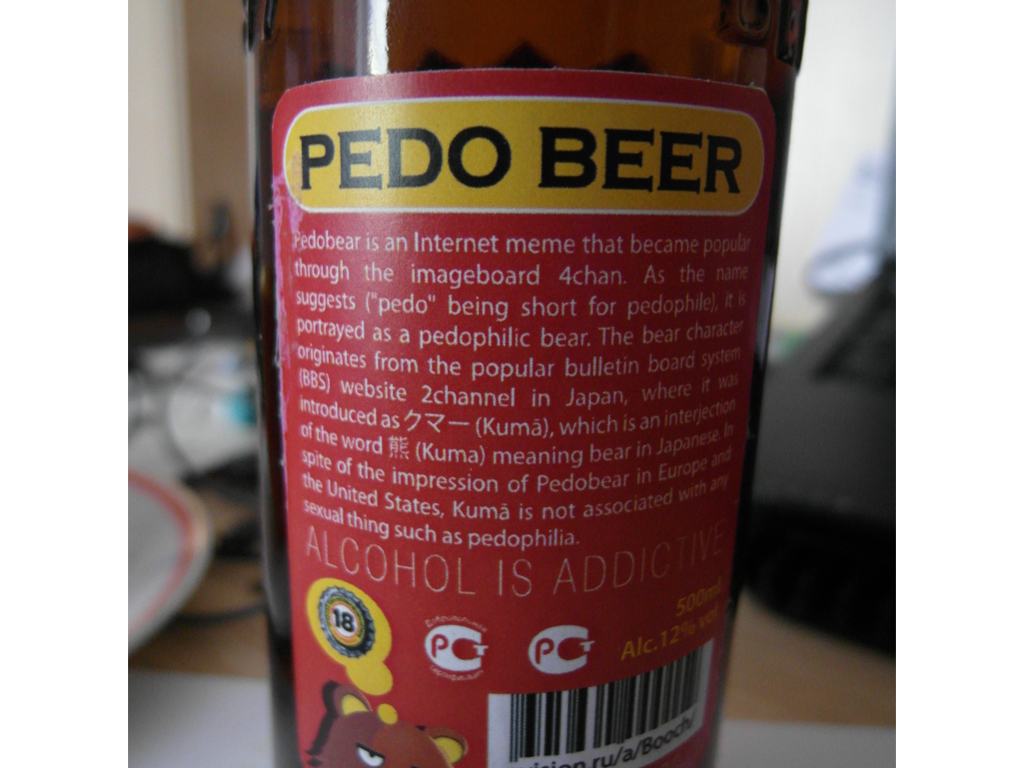 PEDO BEER
Pedobear is an Internet meme that became popular
through the imageboard 4chan. As the name
suggests ("pedo" being short for pedophile), it is
portrayed as a pedophilic bear. The bear character
originates from the popular bulletin board system
(BBS) website 2channel in Japan, where it was
introduced as クマー (Kumā), which is an interjection
of the word 熊 (Kuma) meaning bear in Japanese. In
spite of the impression of Pedobear in Europe and
the United States, Kumā is not associated with any
sexual thing such as pedophilia.
ALCOHOL IS ADDICTIVE
18
500ml
Alc.12% vol
РСТ
РСТ
vision.ru/a/Booch/